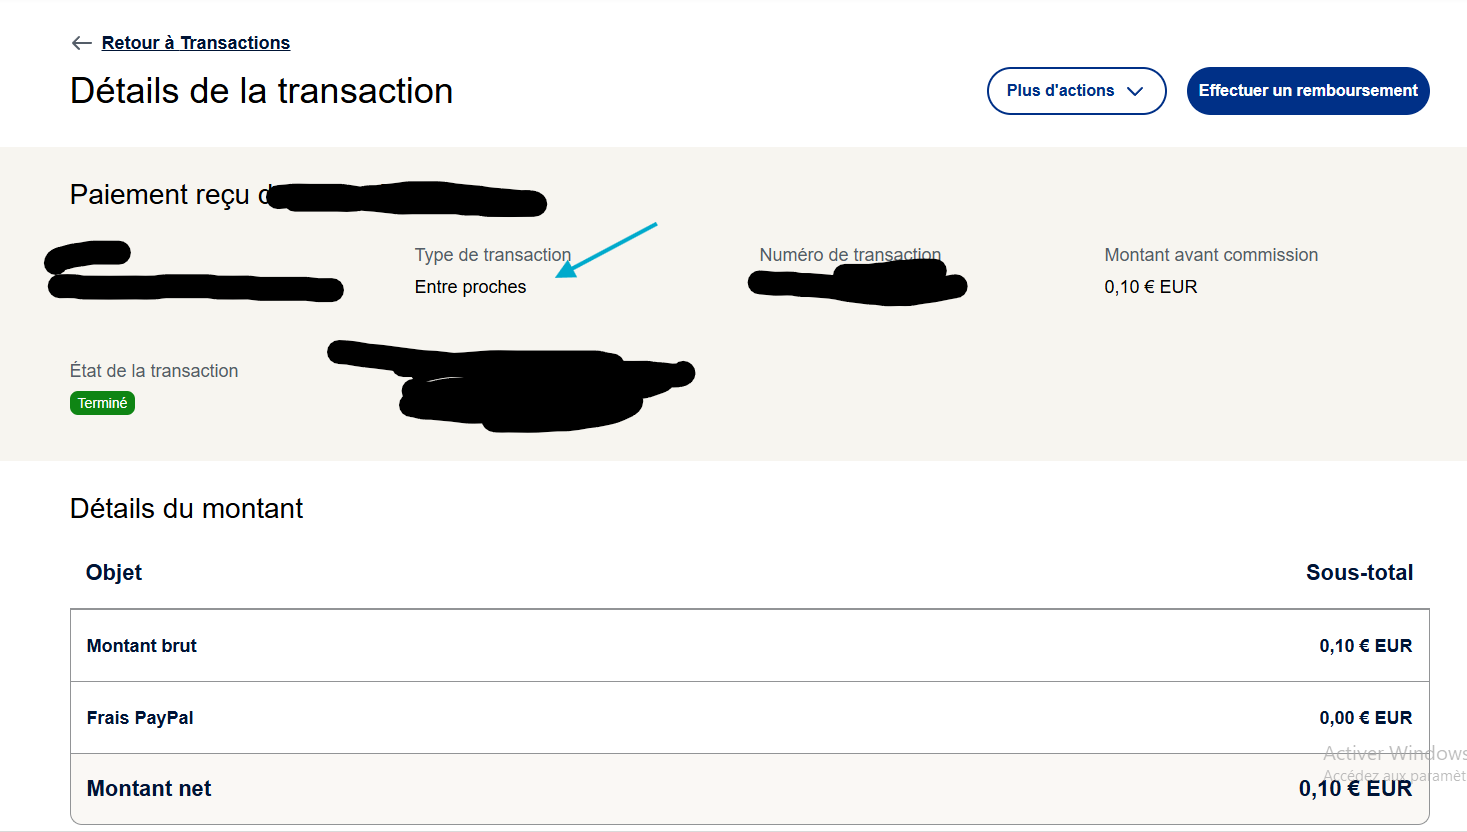 Retour à Transactions
Détails de la transaction
Plus d'actions
Effectuer un remboursement
Paiement reçu
Type de transaction
Entre proches
Numéro de transaction
Montant avant commission
0,10 € EUR
État de la transaction
Terminé
Détails du montant
Objet Sous-total
Montant brut 0,10 € EUR
Frais PayPal 0,00 € EUR
Activer Windows
Montant net 0,10 € EUR
Accédez aux paramèt